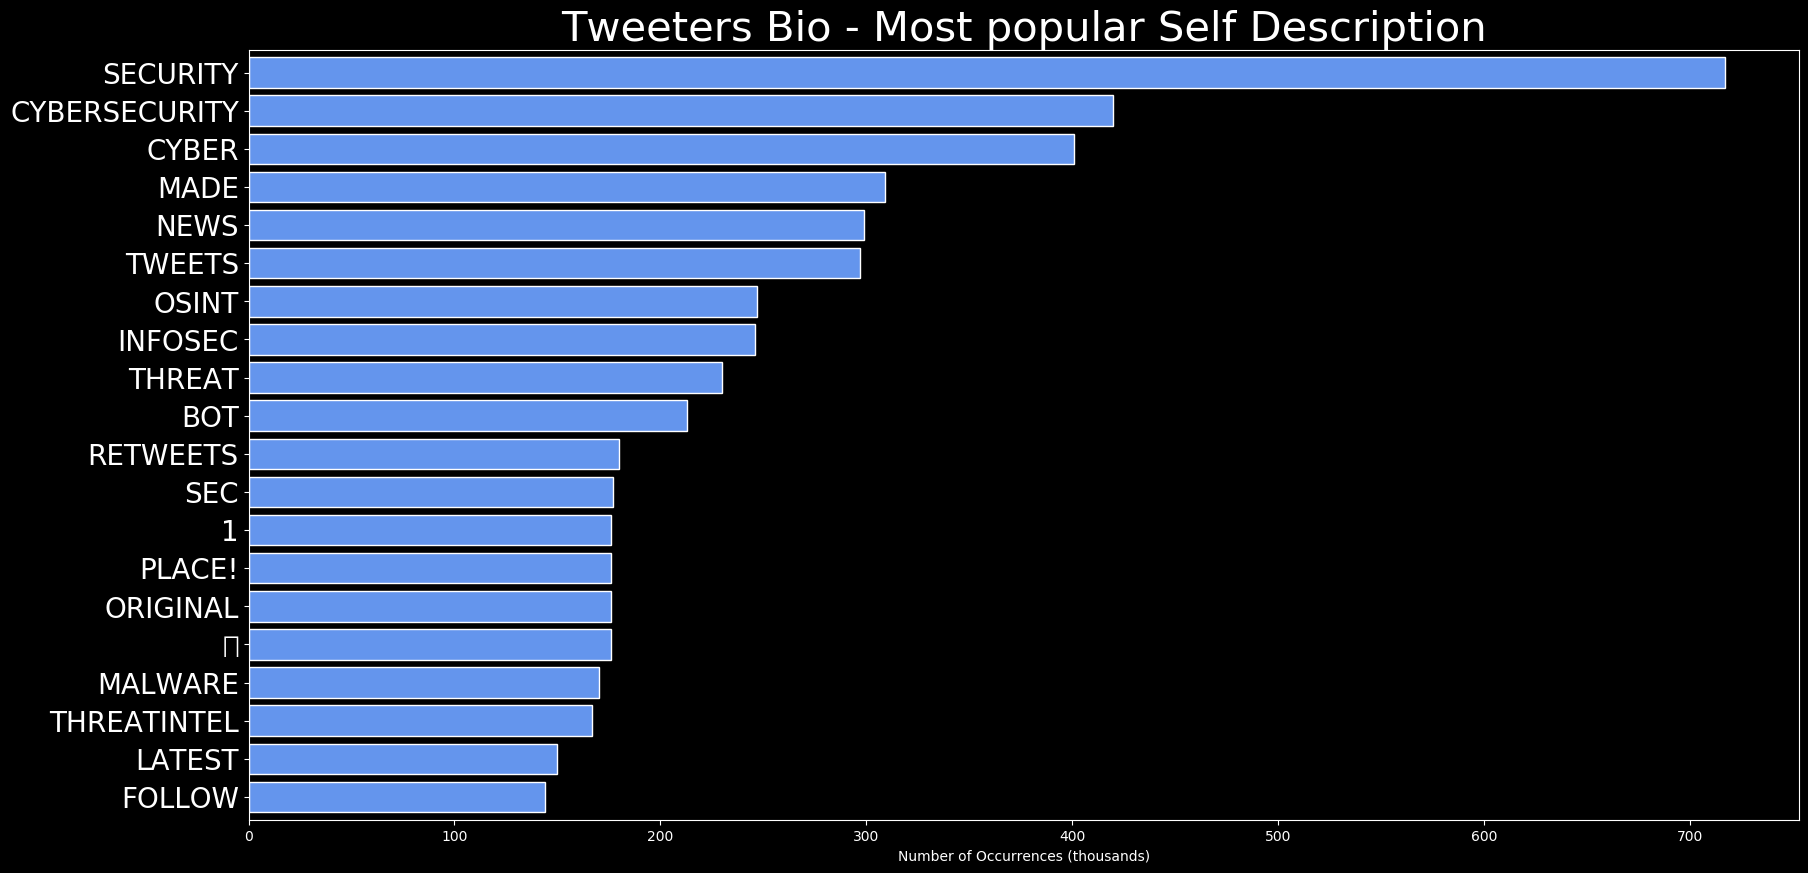 Tweeters Bio - Most popular Self Description
SECURITY
CYBERSECURITY
CYBER
MADE
NEWS
TWEETS
OSINT
INFOSEC
THREAT
BOT
RETWEETS
SEC
1
PLACE!
ORIGINAL
MALWARE
THREATINTEL
LATEST
FOLLOW
0 100 200 300 400 500 600 700
Number of Occurrences (thousands)